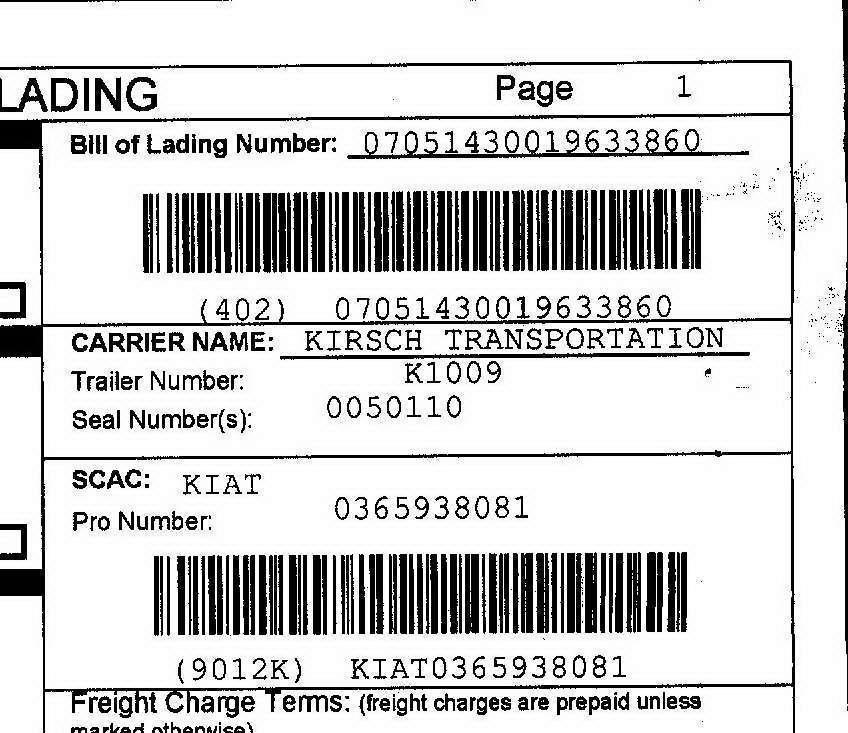 LADING Page 1
Bill of Lading Number: 07051430019633860
(402) 07051430019633860
CARRIER NAME: KIRSCH TRANSPORTATION
Trailer Number: K1009
Seal Number(s): 0050110
SCAC: KIAT
Pro Number: 0365938081
(9012K) KIAT0365938081
Freight Charge Terms: (freight charges are prepaid unless
marked otherwise)